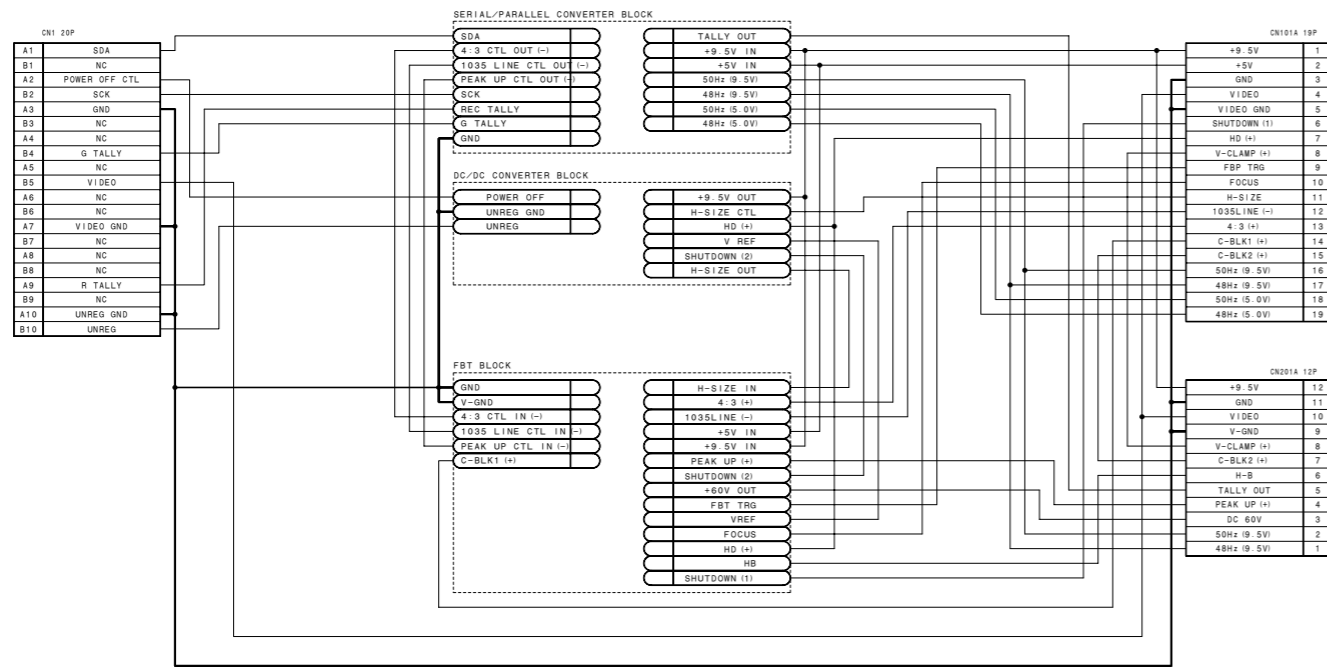 CN1 20P
A1 SDA
B1 NC
A2 POWER OFF CTL
B2 SCK
A3 GND
B3 NC
A4 NC
B4 G TALLY
A5 NC
B5 VIDEO
A6 NC
B6 NC
A7 VIDEO GND
B7 NC
A8 NC
B8 NC
A9 R TALLY
B9 NC
A10 UNREG GND
B10 UNREG
SERIAL/PARALLEL CONVERTER BLOCK
SDA
4:3 CTL OUT (-)
1035 LINE CTL OUT (-)
PEAK UP CTL OUT (-)
SCK
REC TALLY
G TALLY
GND
TALLY OUT
+9.5V IN
+5V IN
50Hz (9.5V)
48Hz (9.5V)
50Hz (5.0V)
48Hz (5.0V)
DC/DC CONVERTER BLOCK
POWER OFF
UNREG GND
UNREG
+9.5V OUT
H-SIZE CTL
HD (+)
V REF
SHUTDOWN (2)
H-SIZE OUT
FBT BLOCK
GND
V-GND
4:3 CTL IN (-)
1035 LINE CTL IN (-)
PEAK UP CTL IN (-)
C-BLK1 (+)
H-SIZE IN
4:3 (+)
1035LINE (-)
+5V IN
+9.5V IN
PEAK UP (+)
SHUTDOWN (2)
+60V OUT
FBT TRG
VREF
FOCUS
HD (+)
HB
SHUTDOWN (1)
CN101A 19P
+9.5V 1
+5V 2
GND 3
VIDEO 4
VIDEO GND 5
SHUTDOWN (1) 6
HD (+) 7
V-CLAMP (+) 8
FBP TRG 9
FOCUS 10
H-SIZE 11
1035LINE (-) 12
4:3 (+) 13
C-BLK1 (+) 14
C-BLK2 (+) 15
50Hz (9.5V) 16
48Hz (9.5V) 17
50Hz (5.0V) 18
48Hz (5.0V) 19
CN201A 12P
+9.5V 12
GND 11
VIDEO 10
V-GND 9
V-CLAMP (+) 8
C-BLK2 (+) 7
H-B 6
TALLY OUT 5
PEAK UP (+) 4
DC 60V 3
50Hz (9.5V) 2
48Hz (9.5V) 1